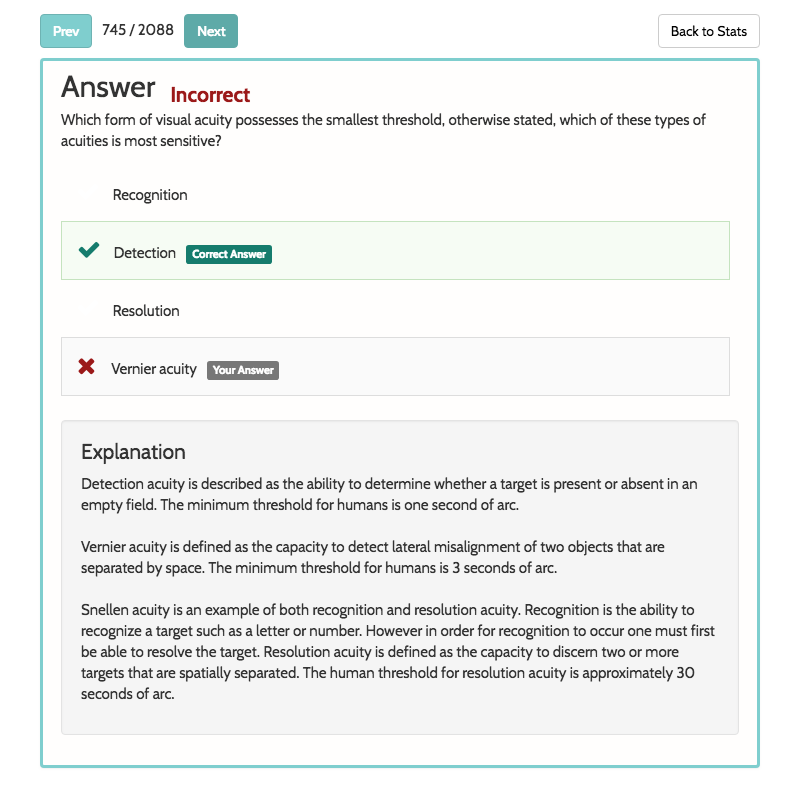 Prev 745 / 2088 Next Back to Stats
Answer Incorrect
Which form of visual acuity possesses the smallest threshold, otherwise stated, which of these types of
acuities is most sensitive?
Recognition
Detection Correct Answer
Resolution
Vernier acuity Your Answer
Explanation
Detection acuity is described as the ability to determine whether a target is present or absent in an
empty field. The minimum threshold for humans is one second of arc.
Vernier acuity is defined as the capacity to detect lateral misalignment of two objects that are
separated by space. The minimum threshold for humans is 3 seconds of arc.
Snellen acuity is an example of both recognition and resolution acuity. Recognition is the ability to
recognize a target such as a letter or number. However in order for recognition to occur one must first
be able to resolve the target. Resolution acuity is defined as the capacity to discern two or more
targets that are spatially separated. The human threshold for resolution acuity is approximately 30
seconds of arc.